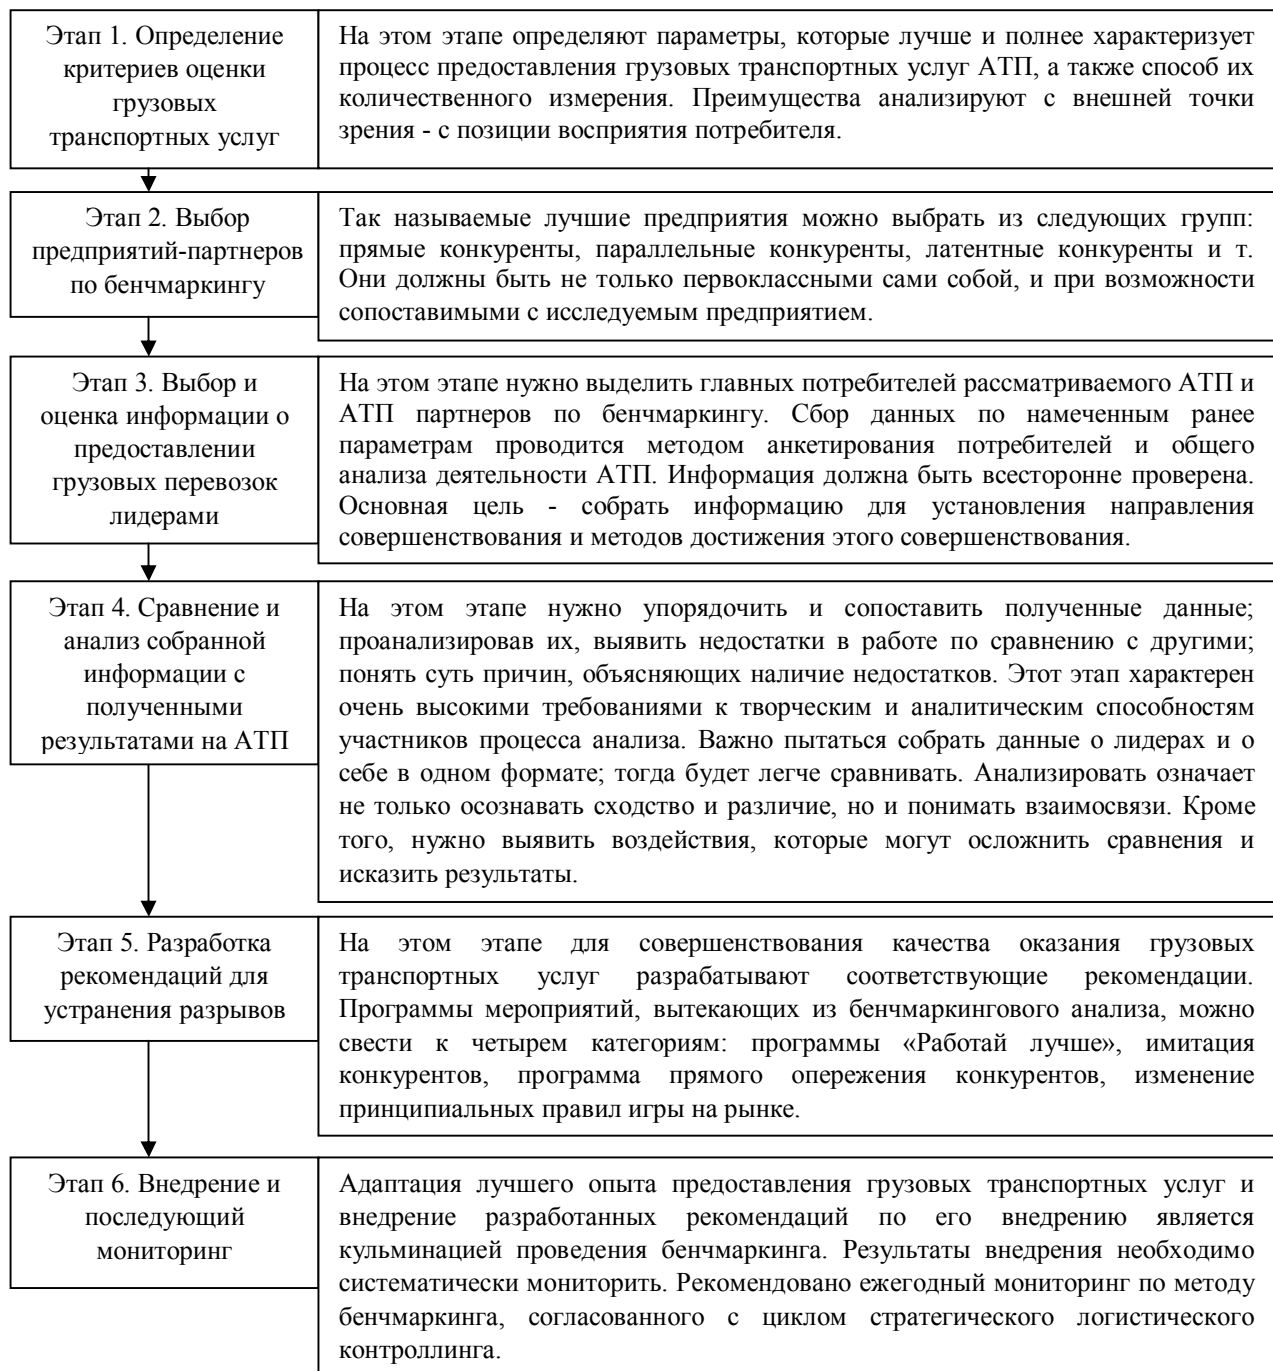 Этап 1. Определение
критериев оценки
грузовых
транспортных услуг
На этом этапе определяют параметры, которые лучше и полнее характеризует
процесс предоставления грузовых транспортных услуг АТП, а также способ их
количественного измерения. Преимущества анализируют с внешней точки
зрения - с позиции восприятия потребителя.
Этап 2. Выбор
предприятий-партнеров
по бенчмаркингу
Так называемые лучшие предприятия можно выбрать из следующих групп:
прямые конкуренты, параллельные конкуренты, латентные конкуренты и т.
Они должны быть не только первоклассными сами собой, и при возможности
сопоставимыми с исследуемым предприятием.
Этап 3. Выбор и
оценка информации о
предоставлении
грузовых перевозок
лидерами
На этом этапе нужно выделить главных потребителей рассматриваемого АТП и
АТП партнеров по бенчмаркингу. Сбор данных по намеченным ранее
параметрам проводится методом анкетирования потребителей и общего
анализа деятельности АТП. Информация должна быть всесторонне проверена.
Основная цель - собрать информацию для установления направления
совершенствования и методов достижения этого совершенствования.
Этап 4. Сравнение и
анализ собранной
информации с
полученными
результатами на АТП
На этом этапе нужно упорядочить и сопоставить полученные данные;
проанализировав их, выявить недостатки в работе по сравнению с другими;
понять суть причин, объясняющих наличие недостатков. Этот этап характерен
очень высокими требованиями к творческим и аналитическим способностям
участников процесса анализа. Важно пытаться собрать данные о лидерах и о
себе в одном формате; тогда будет легче сравнивать. Анализировать означает
не только осознавать сходство и различие, но и понимать взаимосвязи. Кроме
того, нужно выявить воздействия, которые могут осложнить сравнения и
исказить результаты.
Этап 5. Разработка
рекомендаций для
устранения разрывов
На этом этапе для совершенствования качества оказания грузовых
транспортных услуг разрабатывают соответствующие рекомендации.
Программы мероприятий, вытекающих из бенчмаркингового анализа, можно
свести к четырем категориям: программы «Работай лучше», имитация
конкурентов, программа прямого опережения конкурентов, изменение
принципиальных правил игры на рынке.
Этап 6. Внедрение и
последующий
мониторинг
Адаптация лучшего опыта предоставления грузовых транспортных услуг и
внедрение разработанных рекомендаций по его внедрению является
кульминацией проведения бенчмаркинга. Результаты внедрения необходимо
систематически мониторить. Рекомендовано ежегодный мониторинг по методу
бенчмаркинга, согласованного с циклом стратегического логистического
контроллинга.